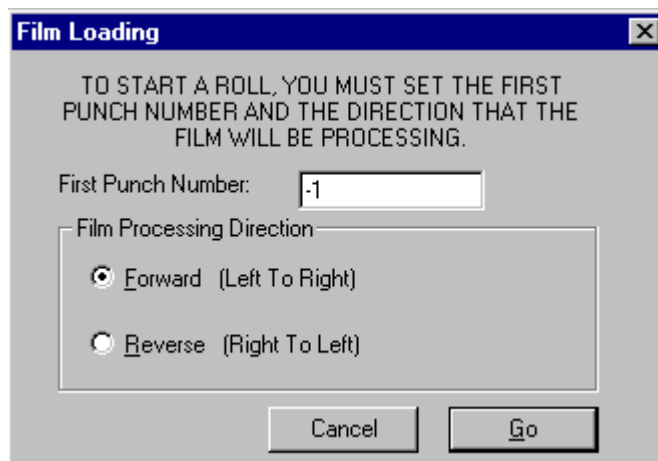 Film Loading
TO START A ROLL, YOU MUST SET THE FIRST
PUNCH NUMBER AND THE DIRECTION THAT THE
FILM WILL BE PROCESSING.
First Punch Number: -1
Film Processing Direction
Forward (Left To Right)
Reverse (Right To Left)
Cancel Go